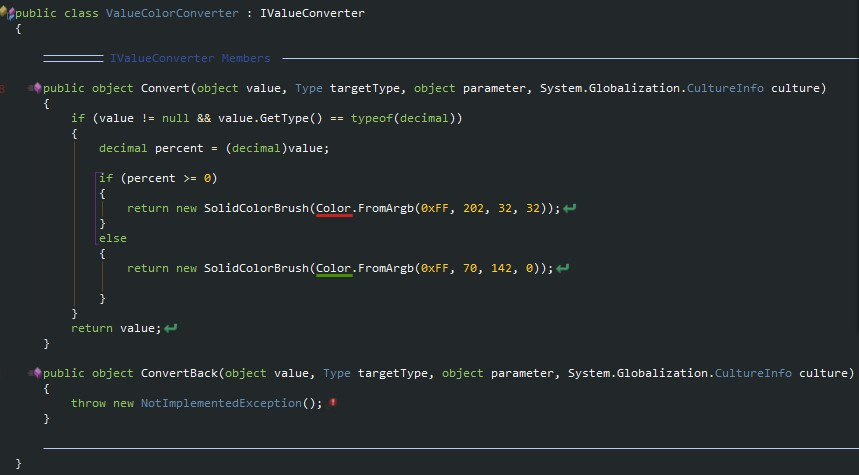 public class ValueColorConverter : IValueConverter
{
IValueConverter Members
public object Convert(object value, Type targetType, object parameter, System.Globalization.CultureInfo culture)
{
if (value != null && value.GetType() == typeof(decimal))
{
decimal percent = (decimal)value;
if (percent >= 0)
{
return new SolidColorBrush(Color.FromArgb(0xFF, 202, 32, 32));
}
else
{
return new SolidColorBrush(Color.FromArgb(0xFF, 70, 142, 0));
}
}
return value;
}
public object ConvertBack(object value, Type targetType, object parameter, System.Globalization.CultureInfo culture)
{
throw new NotImplementedException();
}
}